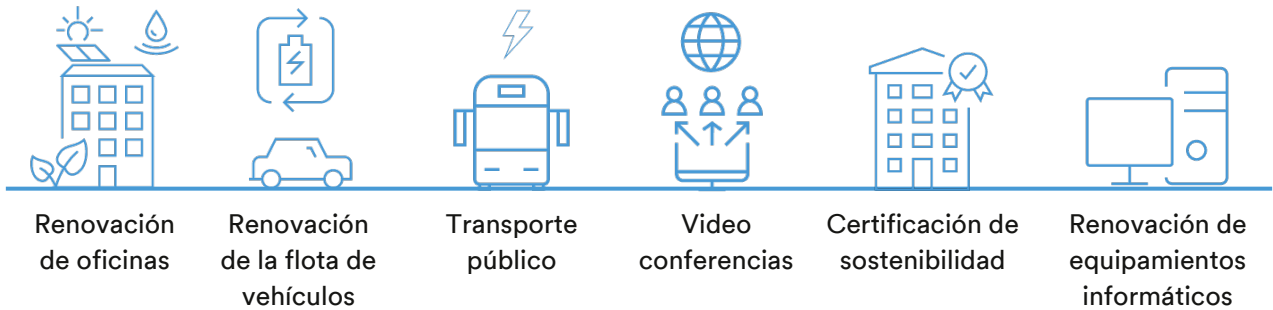 Renovación
de oficinas
Renovación
de la flota de
vehículos
Transporte
público
Video
conferencias
Certificación de
sostenibilidad
Renovación de
equipamientos
informáticos